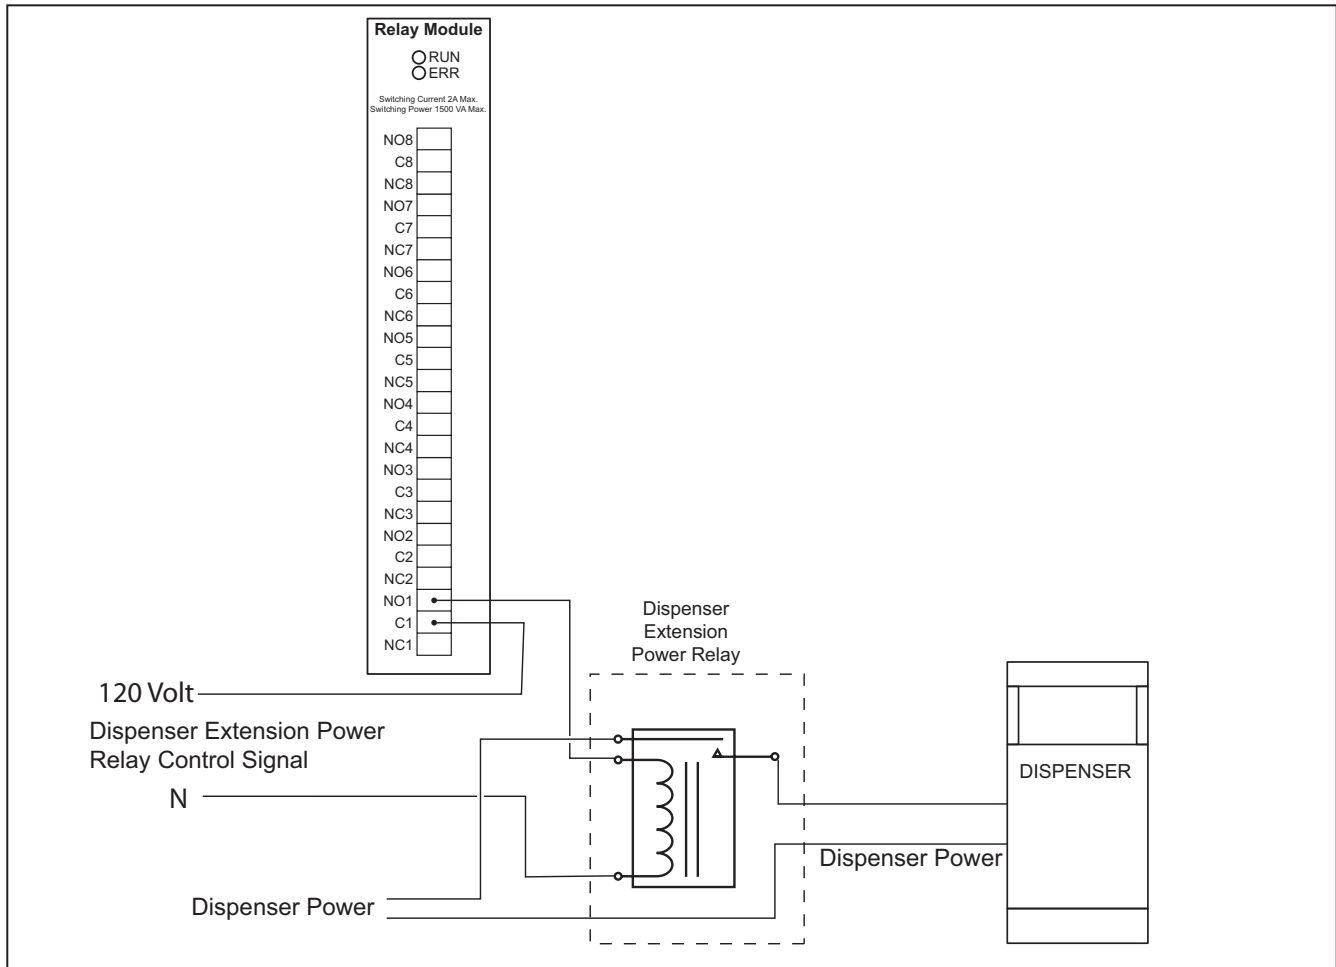 Relay Module
RUN
ERR
Switching Current 2A Max.
Switching Power 1500 VA Max.
NO8
C8
NC8
NO7
C7
NC7
NO6
C6
NC6
NO5
C5
NC5
NO4
C4
NC4
NO3
C3
NC3
NO2
C2
NC2
NO1
C1
NC1
120 Volt
Dispenser Extension Power
Relay Control Signal
N
Dispenser Power
Dispenser
Extension
Power Relay
DISPENSER
Dispenser Power